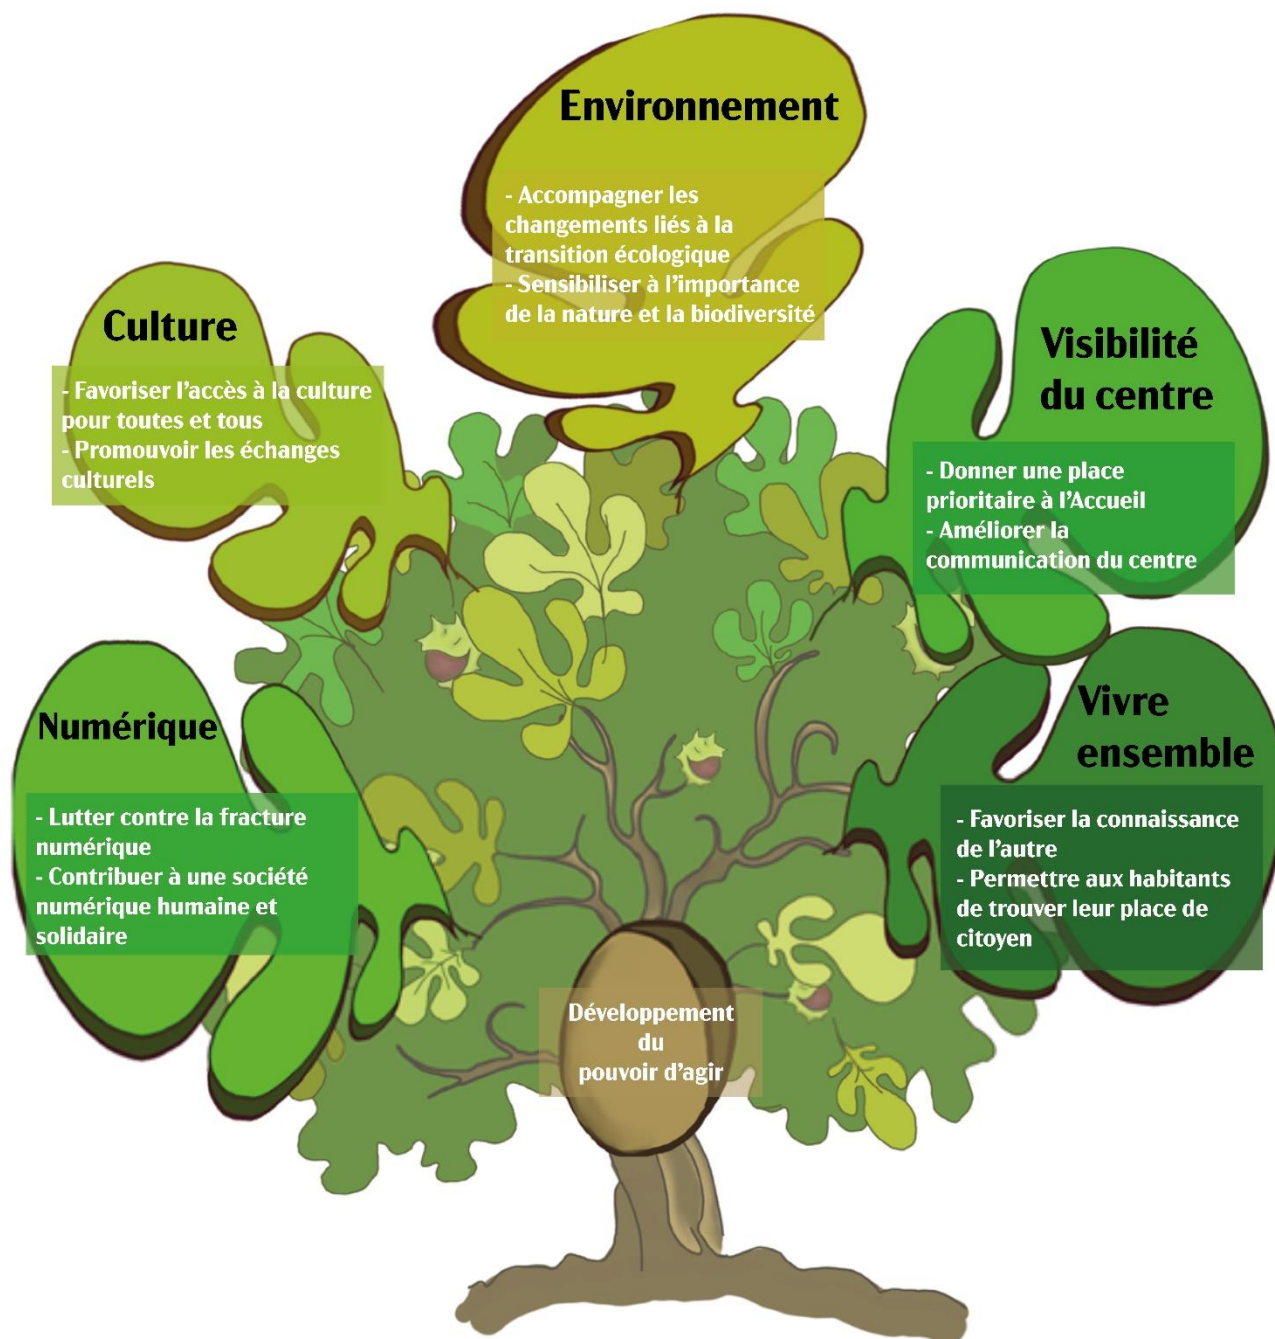 Environnement
- Accompagner les
changements liés à la
transition écologique
- Sensibiliser à l'importance
de la nature et la biodiversité
Culture
- Favoriser l'accès à la culture
pour toutes et tous
- Promouvoir les échanges
culturels
Visibilité
du centre
- Donner une place
prioritaire à l'Accueil
- Améliorer la
communication du centre
Numérique
- Lutter contre la fracture
numérique
- Contribuer à une société
numérique humaine et
solidaire
Vivre
ensemble
- Favoriser la connaissance
de l'autre
- Permettre aux habitants
de trouver leur place de
citoyen
Développement
du
pouvoir d'agir